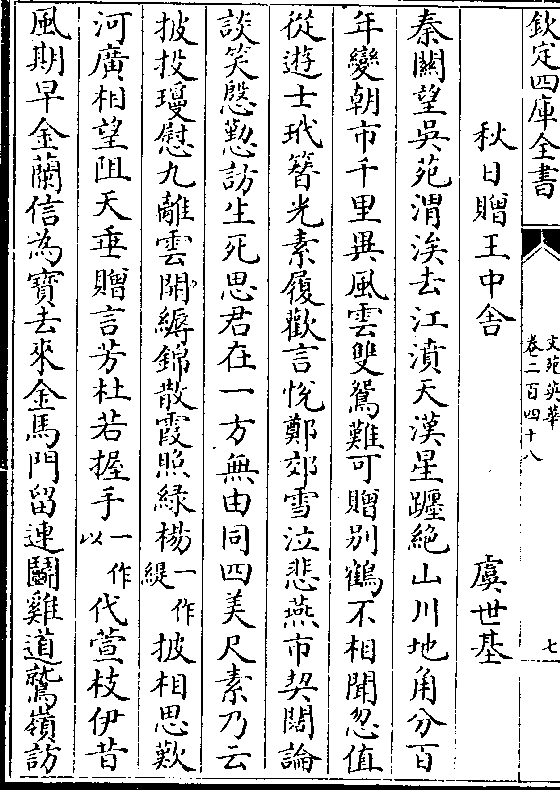 欽定四庫全書
文苑英華
卷二百四十八
七
秋日贈王中舍 虞世基
秦關望吳苑渭涘去江濆天漢星躔絶山川地角分百
年變朝市千里異風雲雙鴛難可贈别鶴不相聞忽值
從遊士玳簪光素履歡言悦鄭郊雪泣悲燕市契闊論
談笑慇懃訪生死思君在一方無由同四美尺素乃云
披投瓊慰九離雲開縟錦散霞照緑楊一作緹披相思歎
河廣相望阻天垂贈言芳杜若握手一作以代萱枝伊昔
風期早金蘭信為寳去來金馬門留連鬭雞道鷲嶺訪